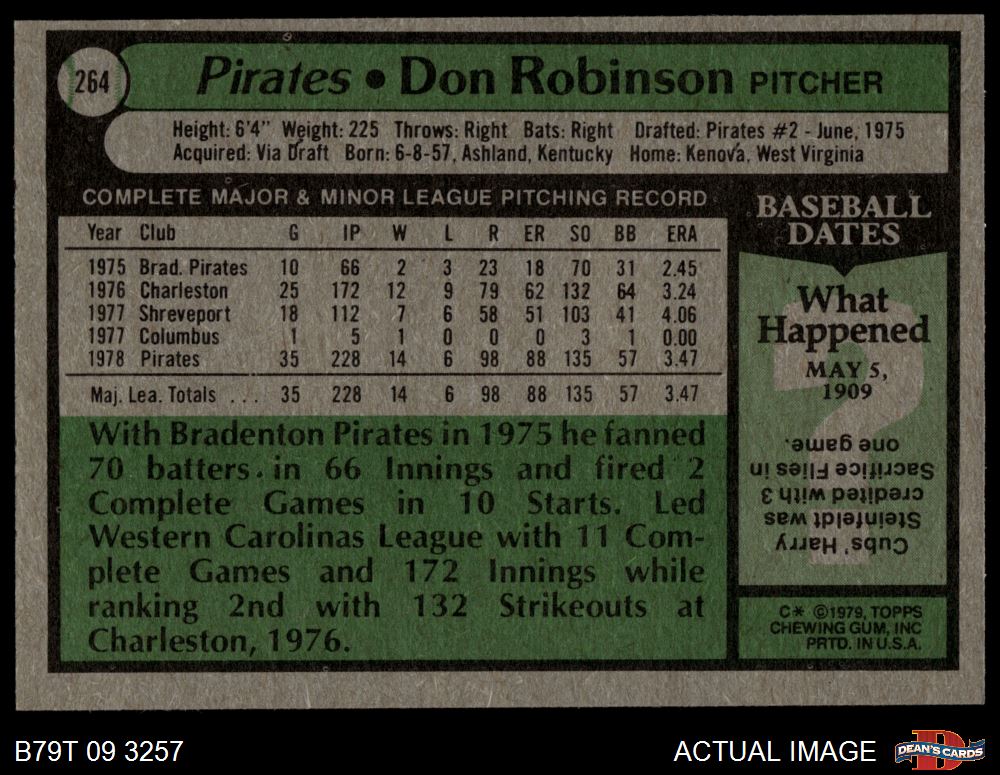 264
Pirates • Don Robinson PITCHER
Height: 6'4" Weight: 225 Throws: Right Bats: Right Drafted: Pirates #2 - June, 1975
Acquired: Via Draft Born: 6-8-57, Ashland, Kentucky Home: Kenova, West Virginia
COMPLETE MAJOR & MINOR LEAGUE PITCHING RECORD
Year Club G IP W L R ER SO BB ERA
1975 Brad. Pirates 10 66 2 3 23 18 70 31 2.45
1976 Charleston 25 172 12 9 79 62 132 64 3.24
1977 Shreveport 18 112 7 6 58 51 103 41 4.06
1977 Columbus 1 5 1 0 0 0 3 1 0.00
1978 Pirates 35 228 14 6 98 88 135 57 3.47
Maj. Lea. Totals ... 35 228 14 6 98 88 135 57 3.47
With Bradenton Pirates in 1975 he fanned
70 batters in 66 Innings and fired 2
Complete Games in 10 Starts. Led
Western Carolinas League with 11 Com-
plete Games and 172 Innings while
ranking 2nd with 132 Strikeouts at
Charleston, 1976.
BASEBALL
DATES
What
Happened
MAY 5,
1909
Cubs' Harry
Steinfeldt was
credited with 3
Sacrifice Flies in
one game.
C* ©1979, TOPPS
CHEWING GUM, INC
PRTD. IN U.S.A.
B79T 09 3257
ACTUAL IMAGE
DEAN'S CARDS